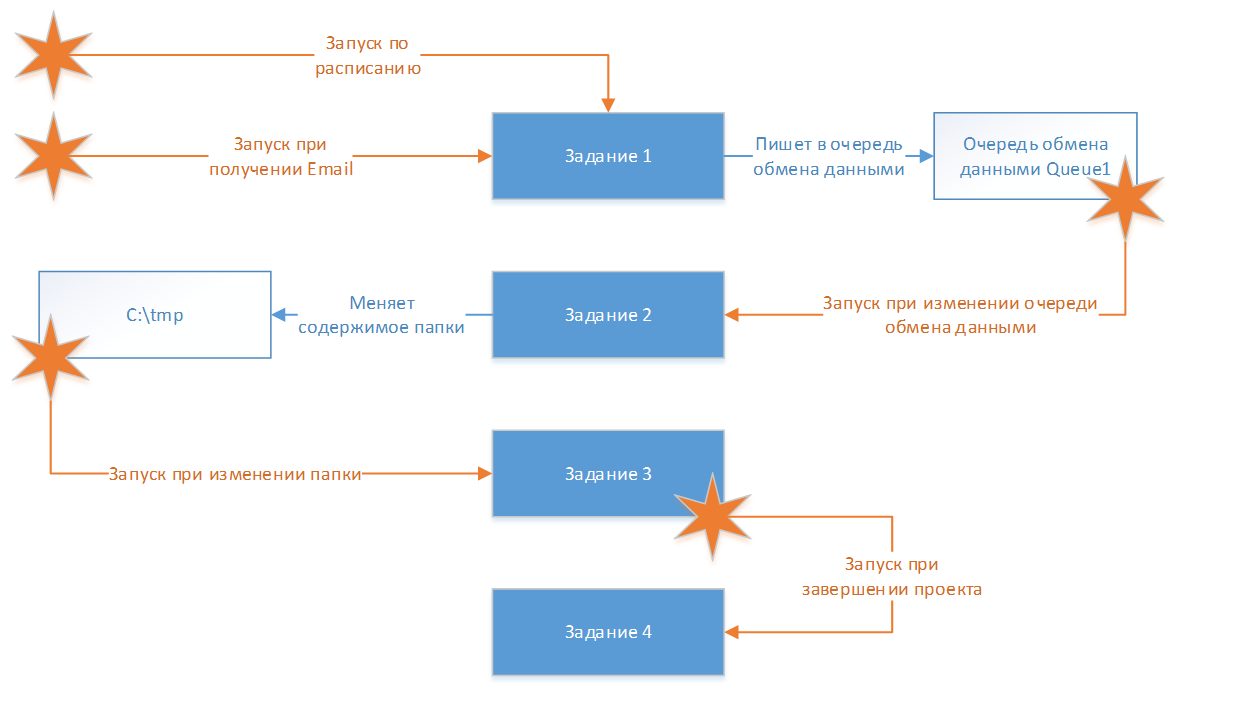 Запуск по
расписанию
Запуск при
получении Email
Задание 1
Пишет в очередь
обмена данными
Очередь обмена
данными Queue1
C:\tmp
Меняет
содержимое папки
Задание 2
Запуск при изменении очереди
обмена данными
Запуск при изменении папки
Задание 3
Запуск при
завершении проекта
Задание 4